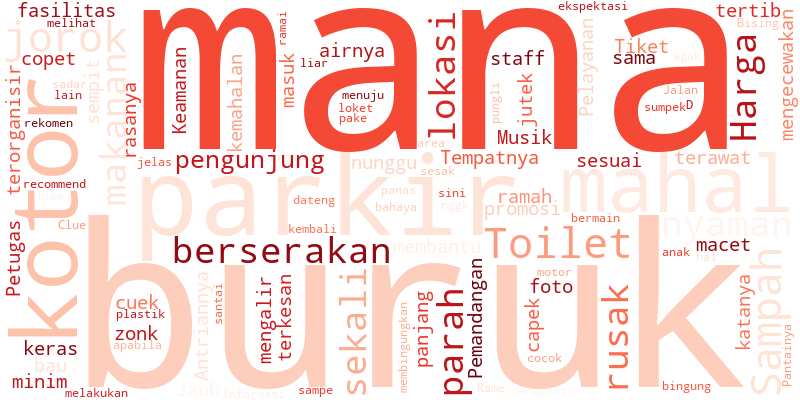 fasilitas
melihat
jorok
copet
sadar
lain
sempit
terorganisir
rekomen
kotor
recommend
makanan
rasanya
mana
Keamanan
kemahalan
masuk
ramai
liar
airnya
menuju
loket
pake
lokasi
staff
jutek
pungli
Musik
ekspektasi
Pelayanan
Tiket
sama
agak
Jalan
sumpekD
tertib
Bising
Harga
mengecewakan
jelas
pengunjung
nunggu
area
sesak
Tempatnya
sesuai
terawat
parkir
panas
bahaya
dateng
kembali
sini
nggk
ramah
promosi
mahal
bermain
nyaman
Clue
Petugas
berserakan
membantu
Toilet
anak
macet
hal
buruk
cuek
plastik
zonk
apabila
Antriannya
santai
mengalir
terkesan
sekali
membingungkan
panjang
parah
Pemandangan
capek
motor
foto
cocok
rusak
katanya
Sampah
Pantainya
keras
bau
minim
melakukan
Jauh
Informasi
sampe
Rame
bingung